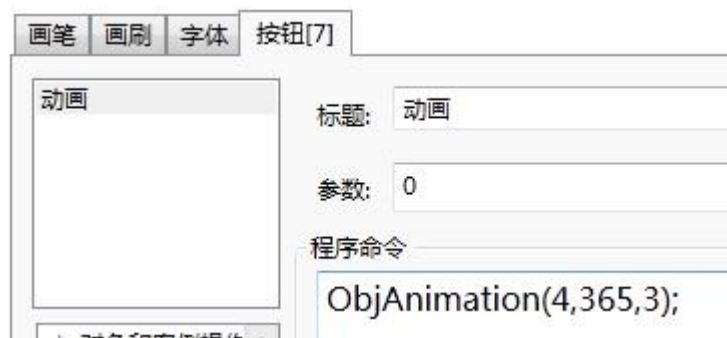 画笔 画刷 字体 按钮[7]
动画
标题: 动画
参数: 0
程序命令
ObjAnimation(4,365,3);